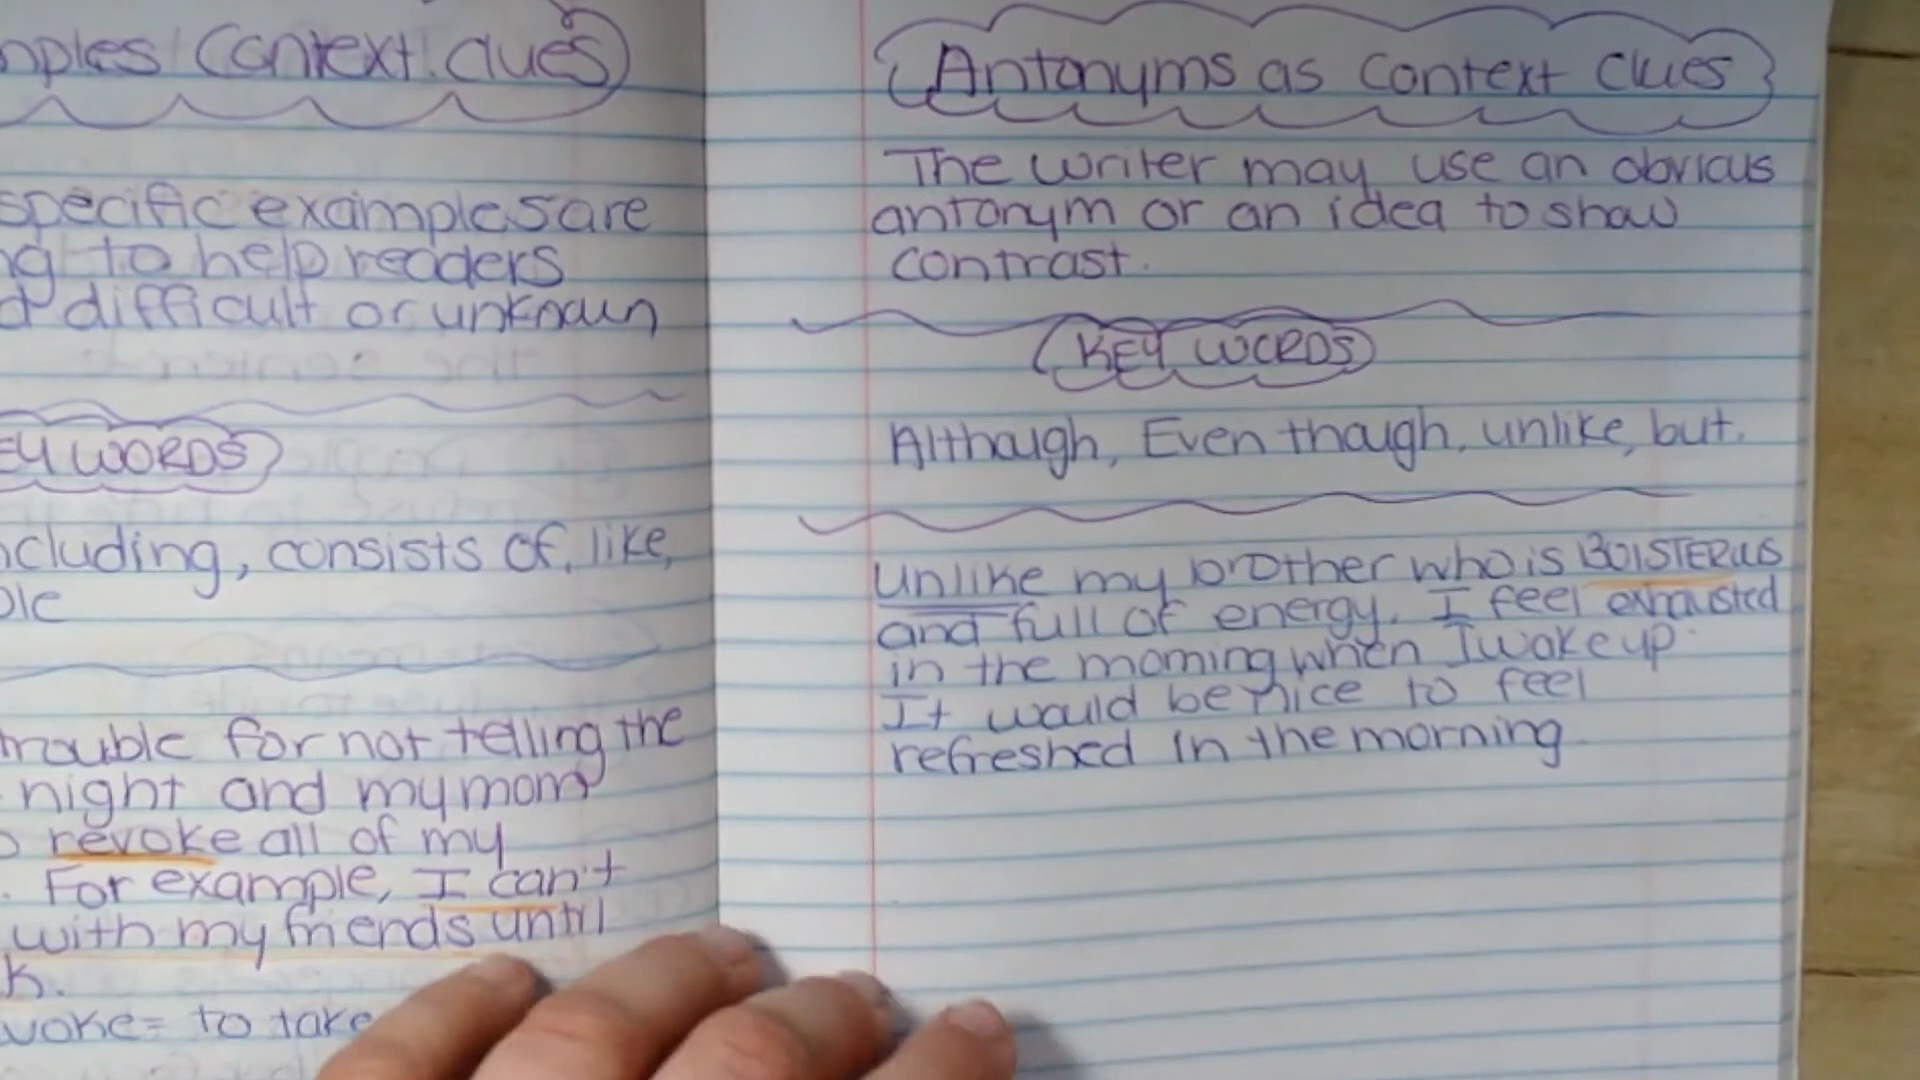 mples Context clues
specific examples are
ng to help readers
d difficult or unknown
EY WORDS
ncluding, consists of, like,
ple
trouble for not telling the
night and my mom
o revoke all of my
. For example, I can't
with my friends until
k.
voke= to take
Antonyms as Context Clues
The writer may use an obvious
antonym or an idea to show
contrast.
KEY WORDS
Although, Even though, unlike, but.
Unlike my brother who is BOISTERUS
and full of energy, I feel exhausted
in the morning when I wake up.
It would be nice to feel
refreshed in the morning.